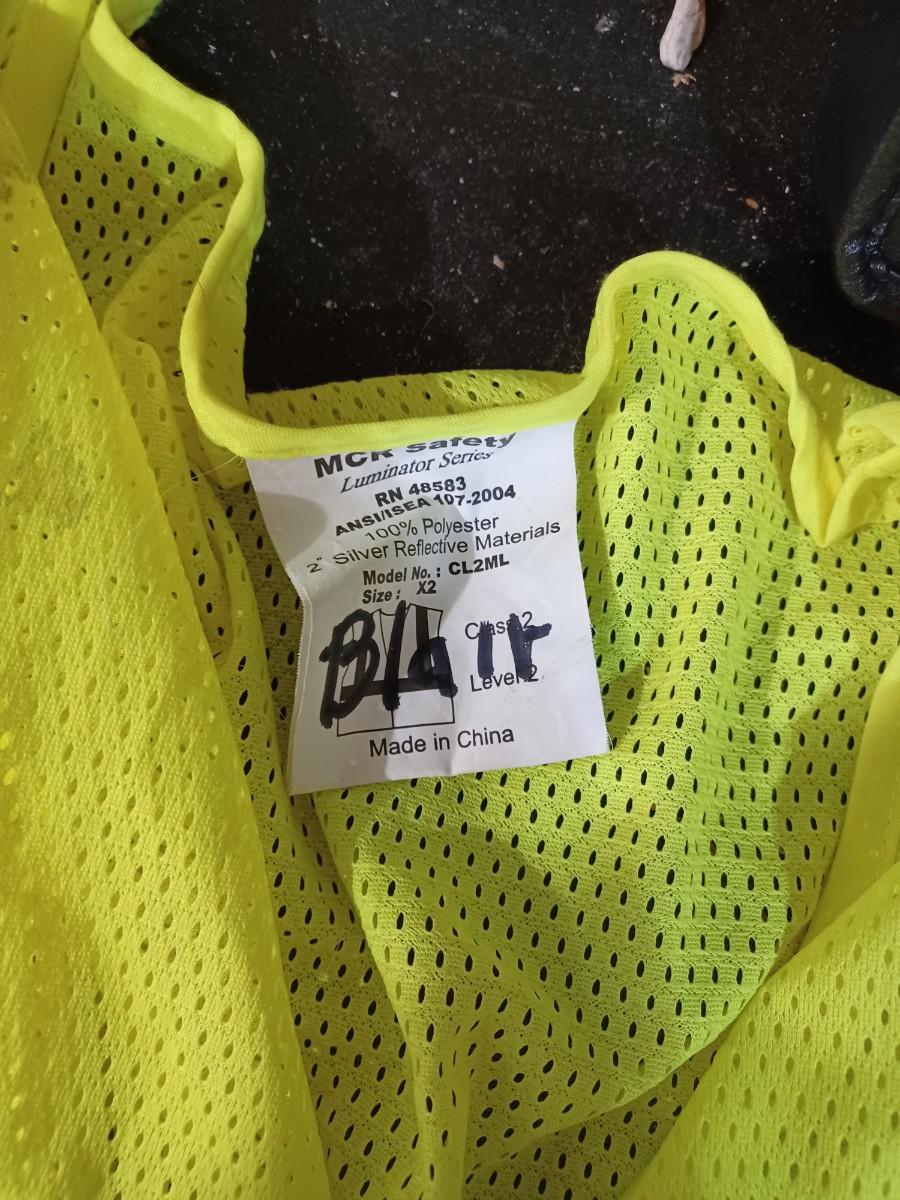 MCR Safety
Luminator Series
RN 48583
ANSI/ISEA 107-2004
100% Polyester
2" Silver Reflective Materials
Model No. : CL2ML
Size : X2
Class 2
Blair
Level 2
Made in China